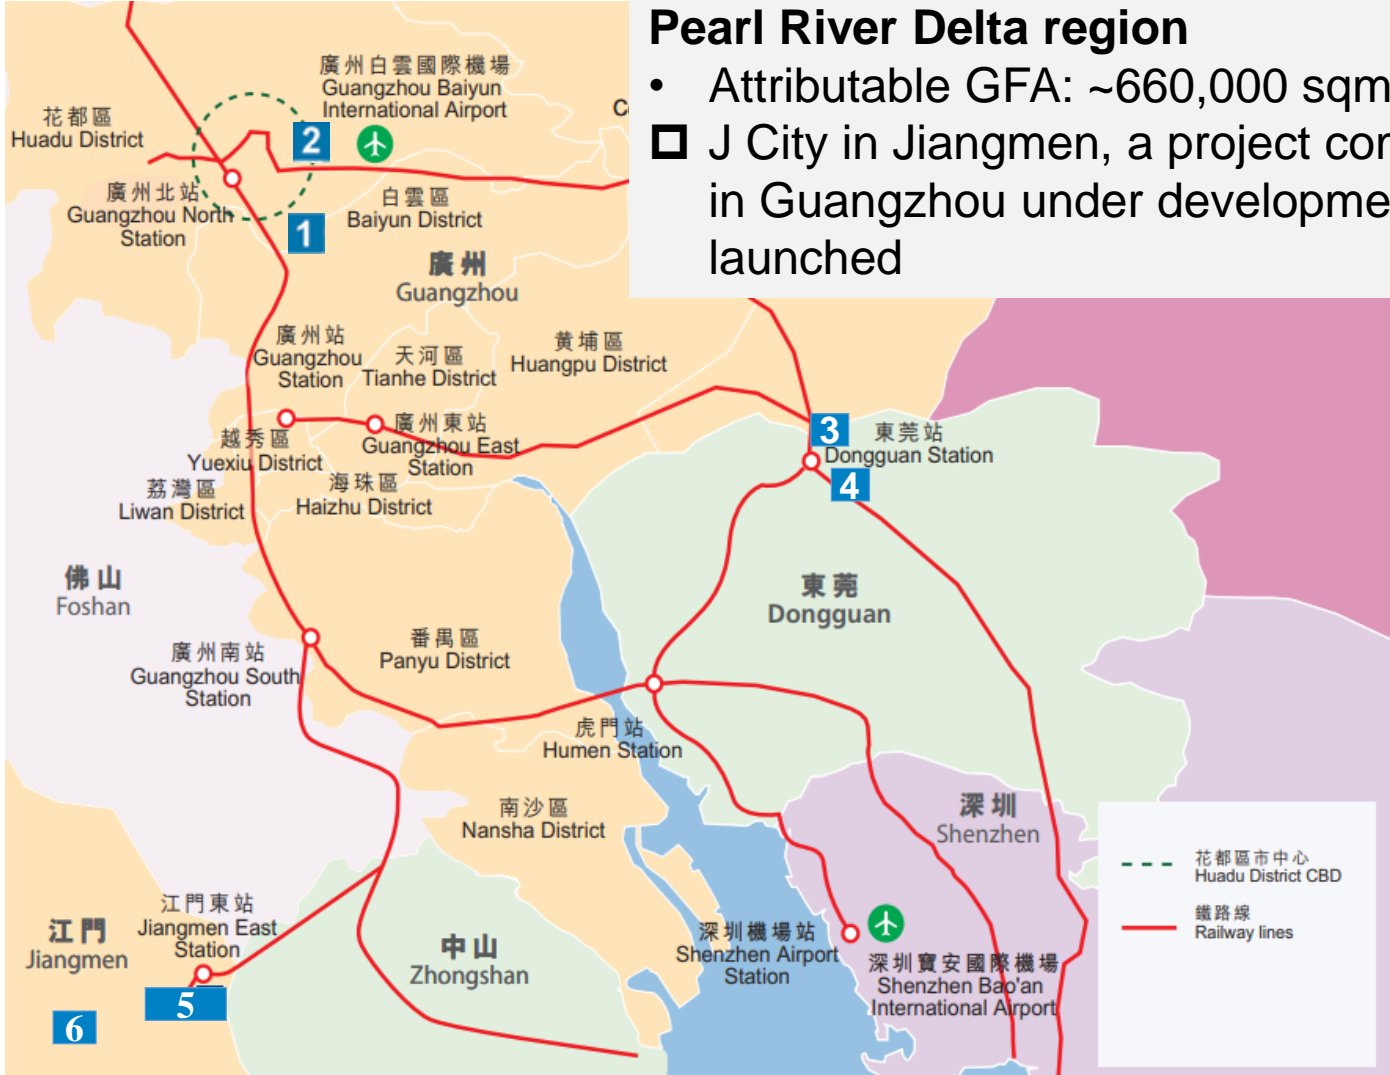 Pearl River Delta region
• Attributable GFA: ~660,000 sqm
J City in Jiangmen, a project
in Guangzhou under
launched
廣州白雲國際機場
Guangzhou Baiyun
International Airport
花都區
Huadu District
2
廣州北站
Guangzhou North
Station
白雲區
Baiyun District
1
廣州
Guangzhou
廣州站
Guangzhou
Station
天河區
Tianhe District
黄埔區
Huangpu District
越秀區
Yuexiu District
廣州東站
Guangzhou East
Station
3
東莞站
Dongguan Station
4
荔灣區
Liwan District
海珠區
Haizhu District
佛山
Foshan
東莞
Dongguan
廣州南站
Guangzhou South
Station
番禺區
Panyu District
虎門站
Humen Station
南沙區
Nansha District
深圳
Shenzhen
花都區市中心
Huadu District CBD
鐵路線
Railway lines
江門
Jiangmen
江門東站
Jiangmen East
Station
中山
Zhongshan
深圳機場站
Shenzhen Airport
Station
深圳寶安國際機場
Shenzhen Bao'an
International Airport
5
6